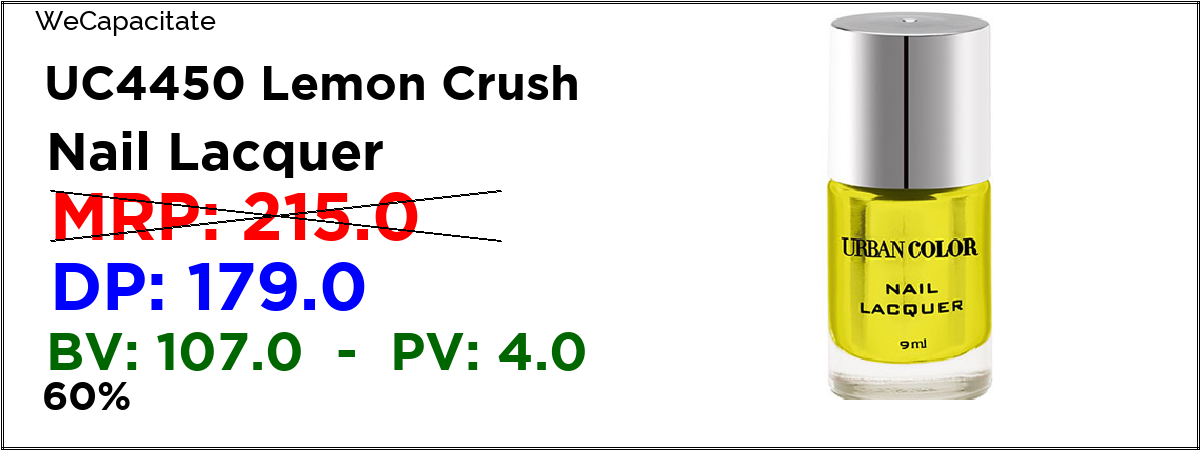 WeCapacitate
UC4450 Lemon Crush
Nail Lacquer
MRP: 215.0
DP: 179.0
BV: 107.0 - PV: 4.0
60%
URBAN COLOR
NAIL
LACQUER
9ml